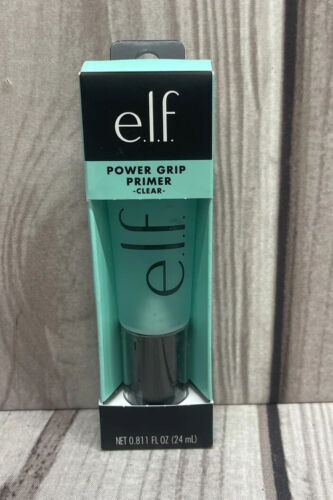 e.l.f.
POWER GRIP
PRIMER
-CLEAR-
e.l.f.
NET 0.811 FL OZ (24 mL)